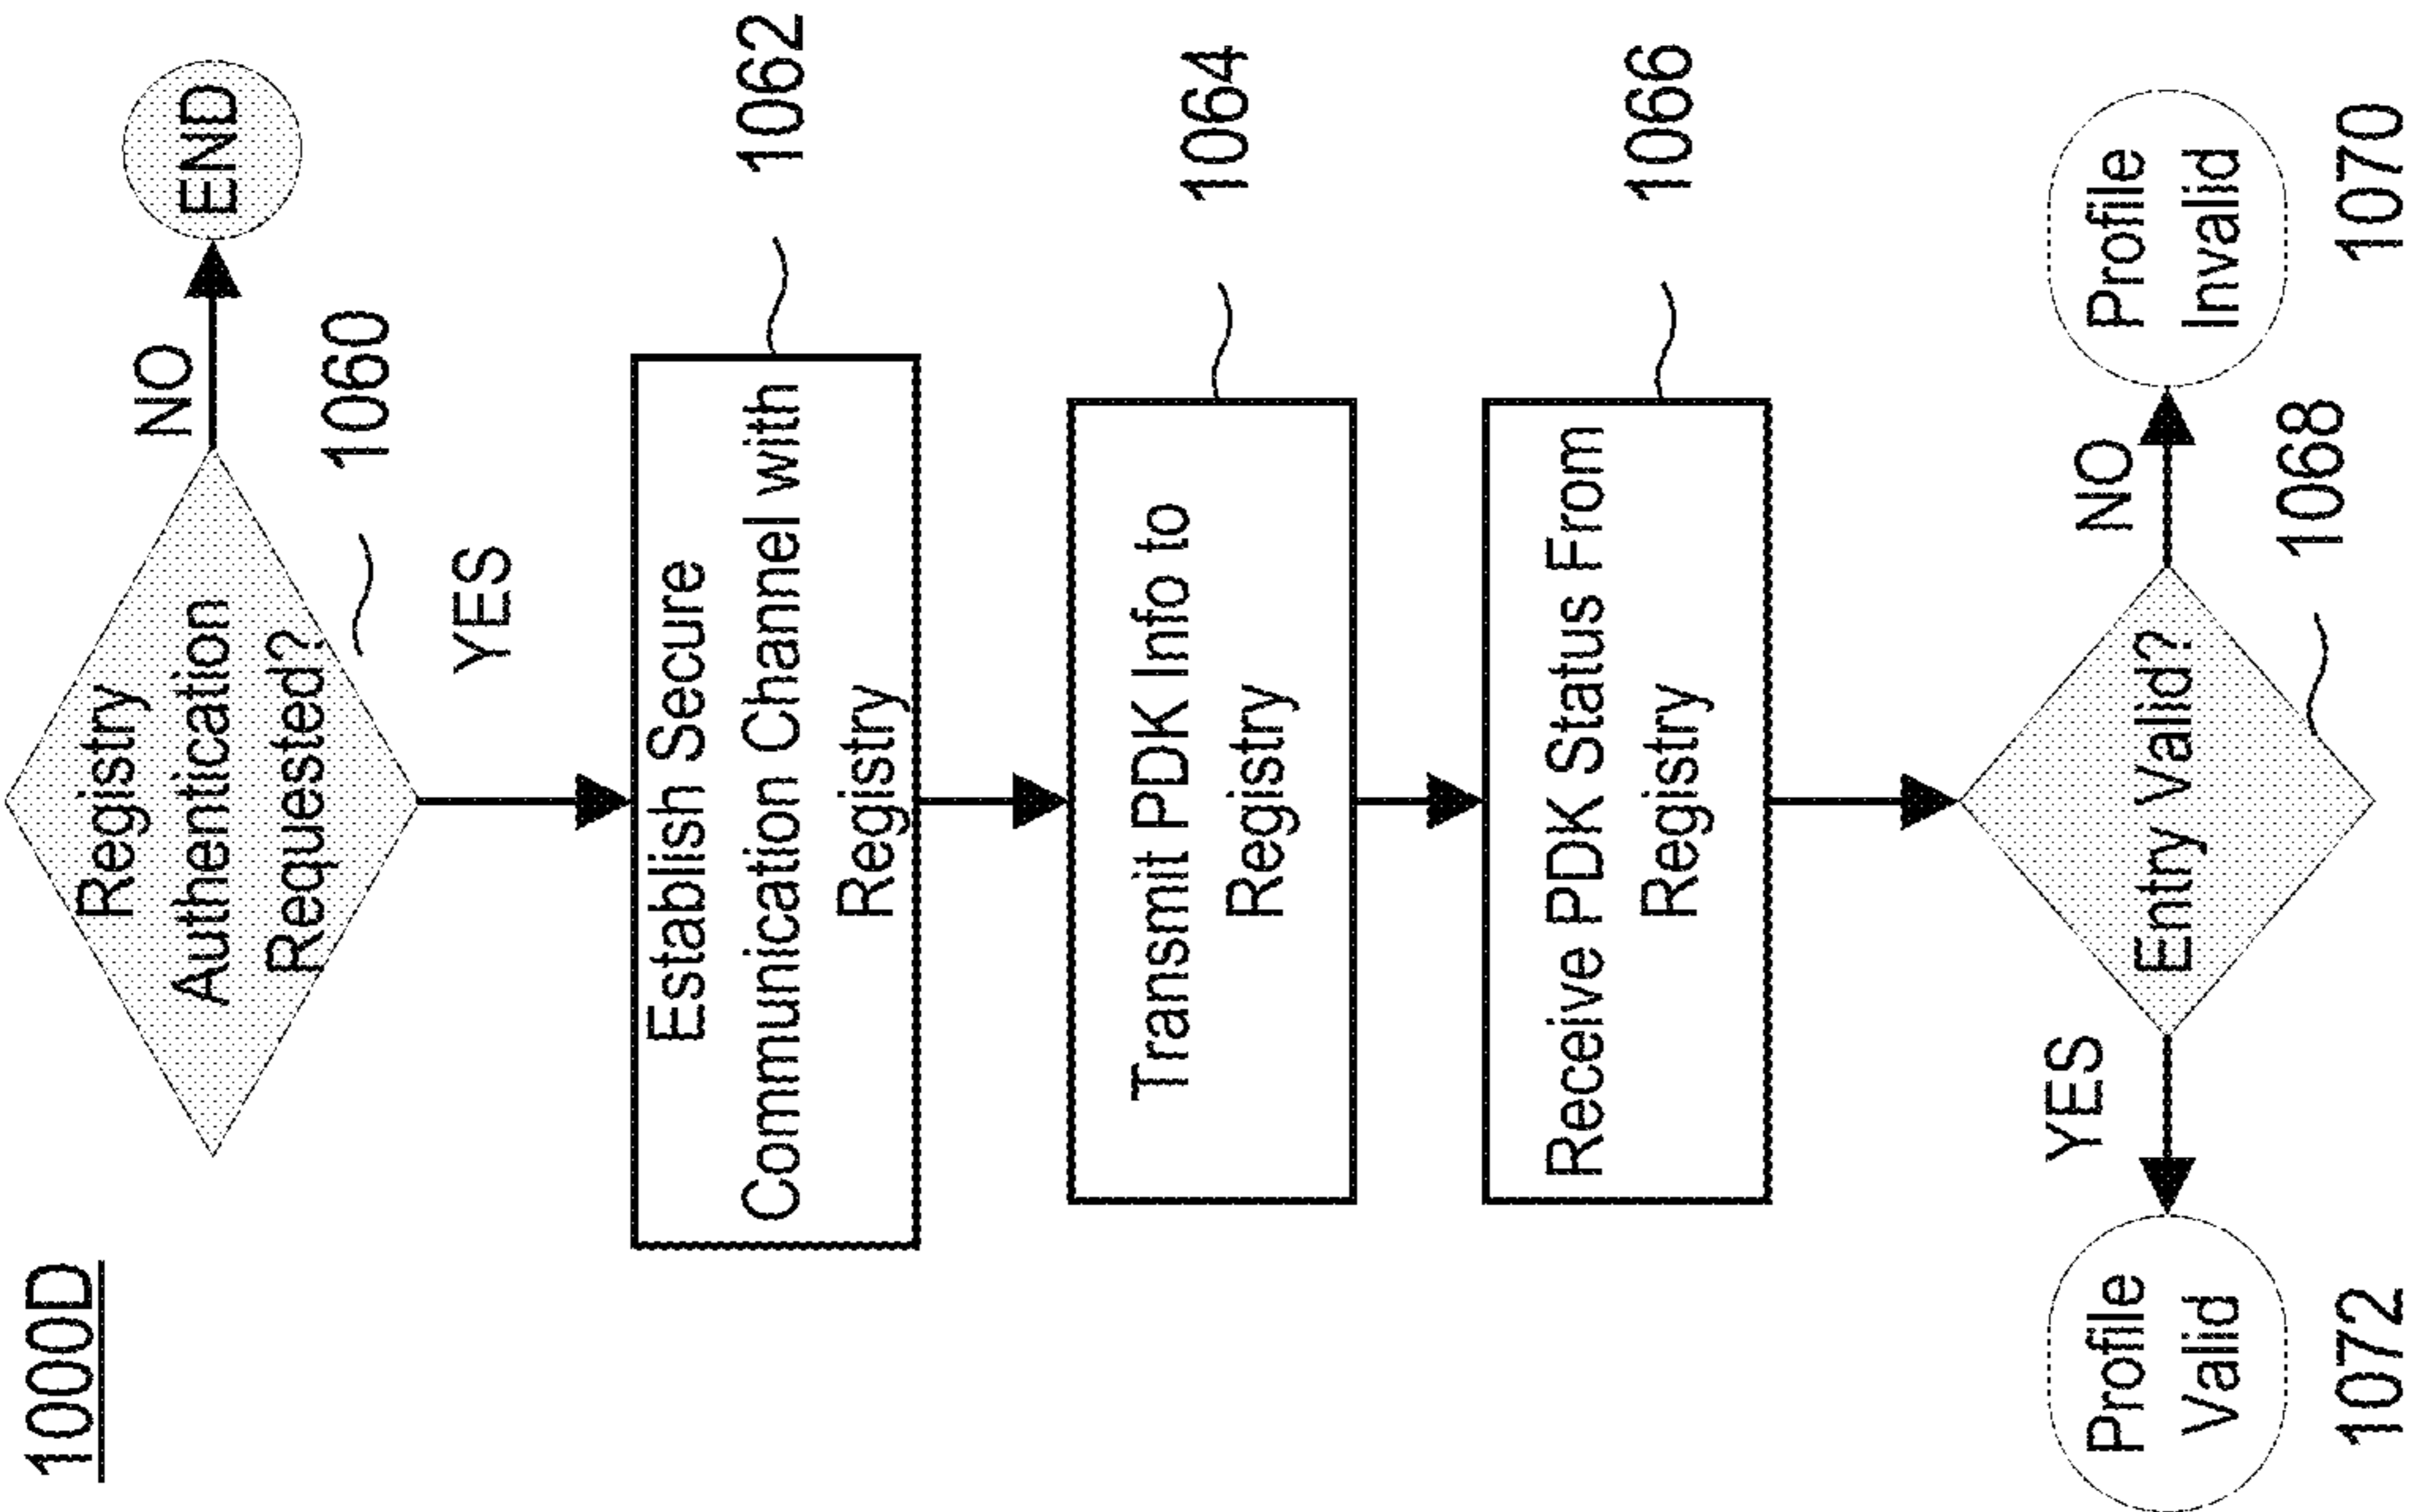 1000D
Registry
Authentication
Requested?
NO
END
1060
YES
Establish Secure
Communication Channel with
Registry
1062
Transmit PDK Info to
Registry
1064
Receive PDK Status From
Registry
1066
YES
Entry Valid?
NO
1068
Profile
Valid
1072
Profile
Invalid
1070